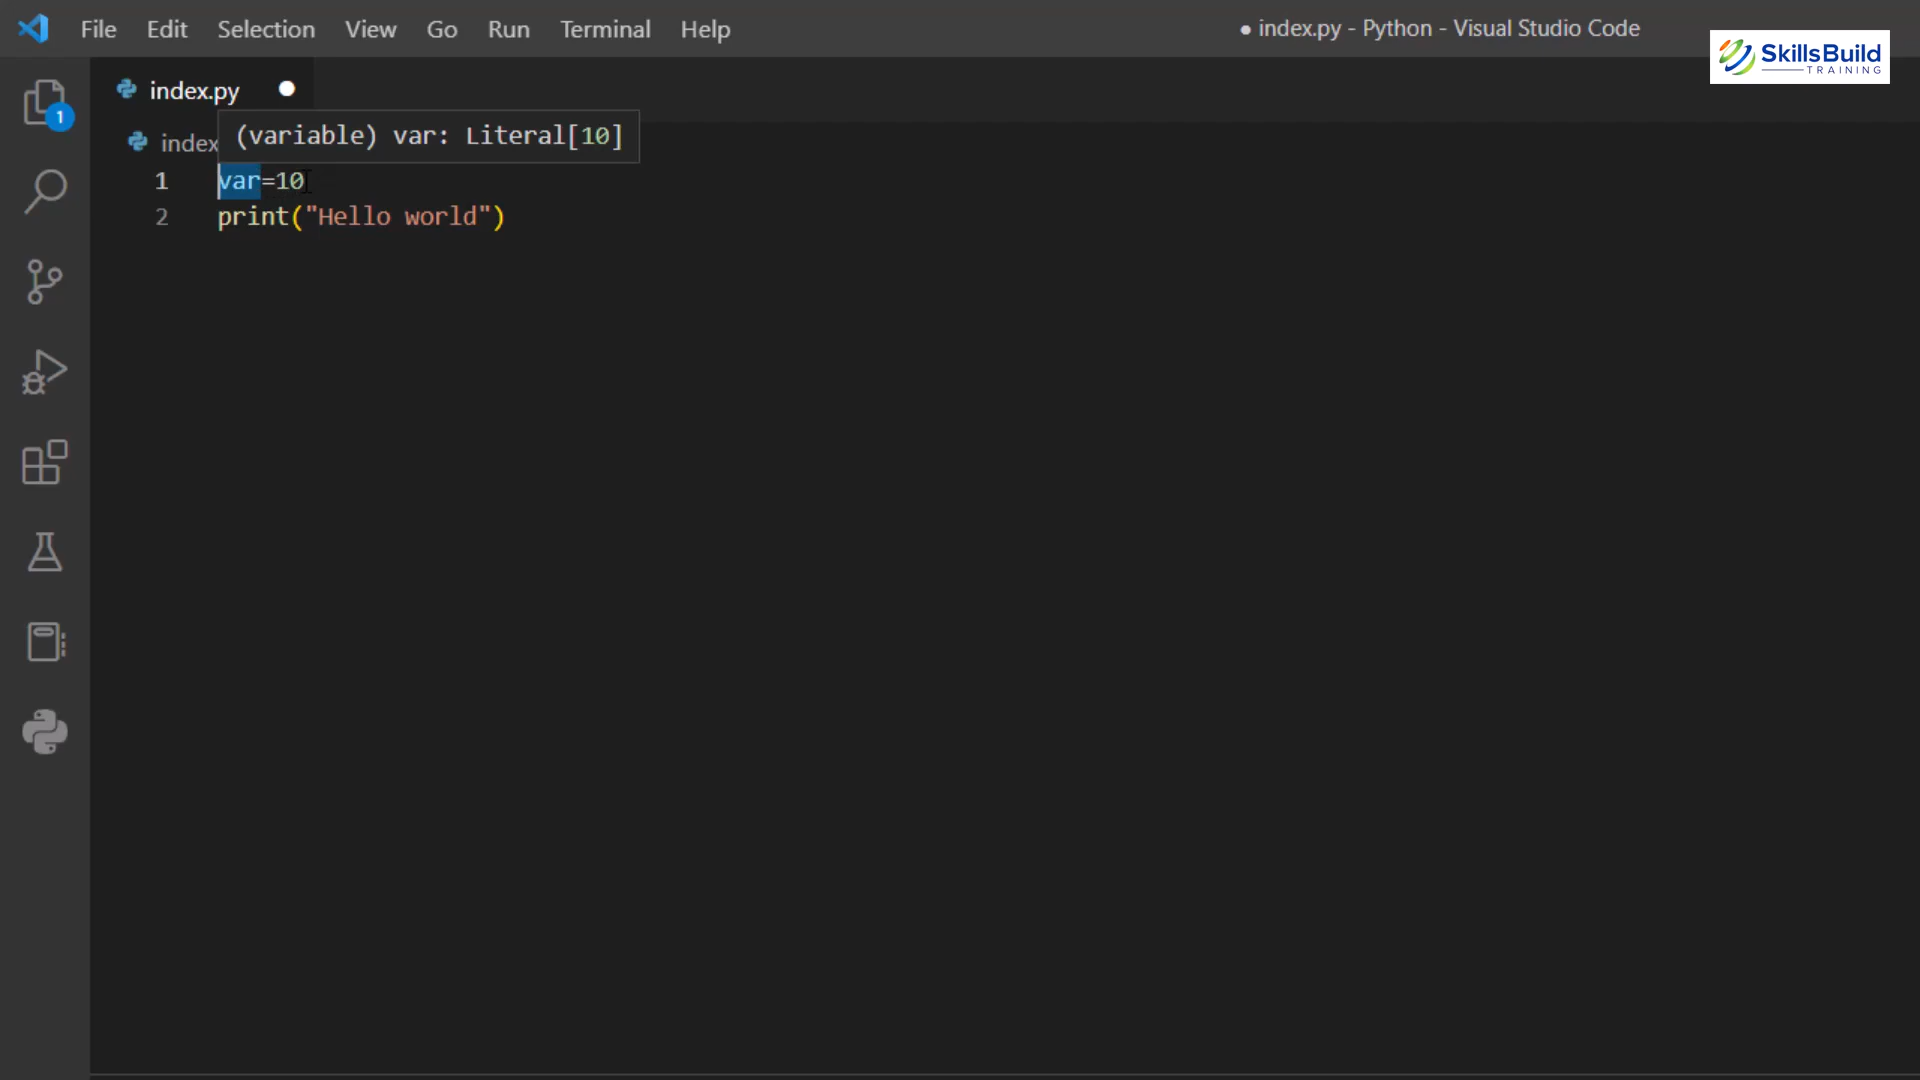 File Edit Selection View Go Run Terminal Help
● index.py - Python - Visual Studio Code
SkillsBuild
TRAINING
1
index.py
(variable) var: Literal[10]
index
1 var=10
2 print("Hello world")